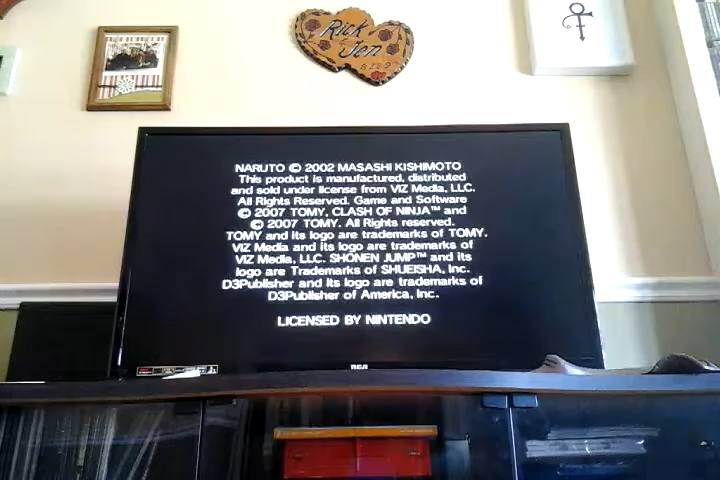 Rick
Jen
NARUTO © 2002 MASASHI KISHIMOTO
This product is manufactured, distributed
and sold under license from VIZ Media, LLC.
All Rights Reserved. Game and Software
© 2007 TOMY. CLASH OF NINJA™ and
© 2007 TOMY. All Rights reserved.
TOMY and its logo are trademarks of TOMY.
VIZ Media and its logo are trademarks of
VIZ Media, LLC. SHONEN JUMP™ and its
logo are Trademarks of SHUEISHA, Inc.
D3Publisher and its logo are trademarks of
D3Publisher of America, Inc.
LICENSED BY NINTENDO
RCA